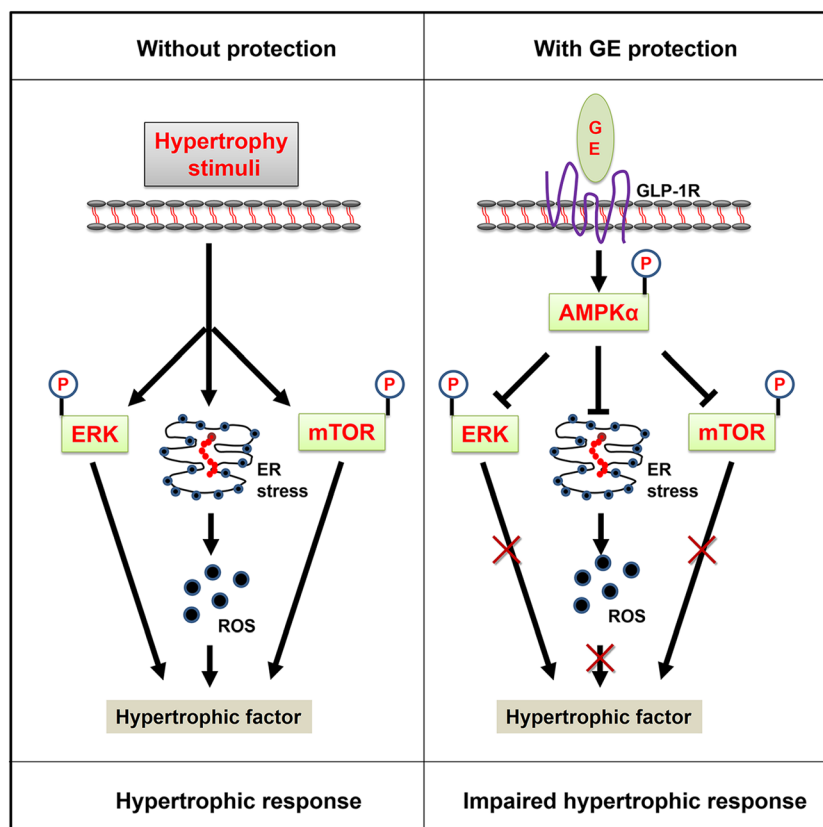 Without protection
With GE protection
Hypertrophy
stimuli
G
E
GLP-1R
P
AMPKα
P
P
ERK
mTOR
ER
stress
ROS
Hypertrophic factor
P
P
ERK
mTOR
ER
stress
ROS
Hypertrophic factor
Hypertrophic response
Impaired hypertrophic response